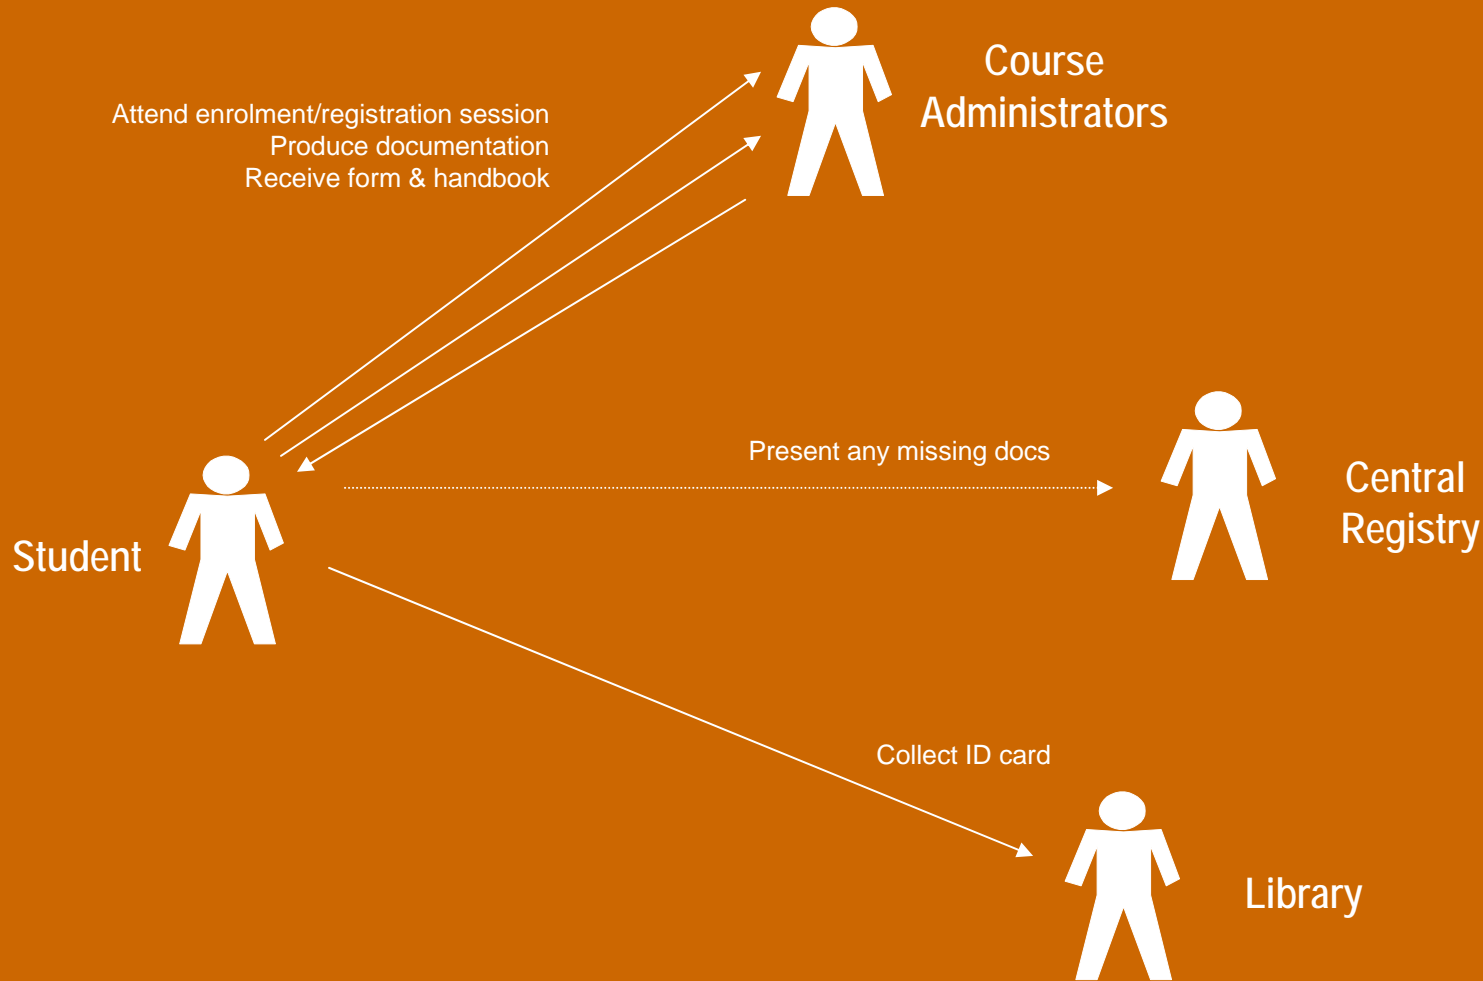 Course
Administrators
Attend enrolment/registration session
Produce documentation
Receive form & handbook
Present any missing docs
Central
Registry
Student
Collect ID card
Library